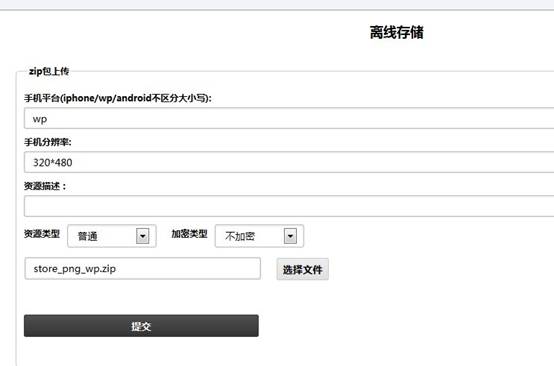 离线存储
zip包上传
手机平台(iphone/wp/android不区分大小写):
wp
手机分辨率:
320*480
资源描述：
资源类型 普通 加密类型 不加密
store_png_wp.zip 选择文件
提交